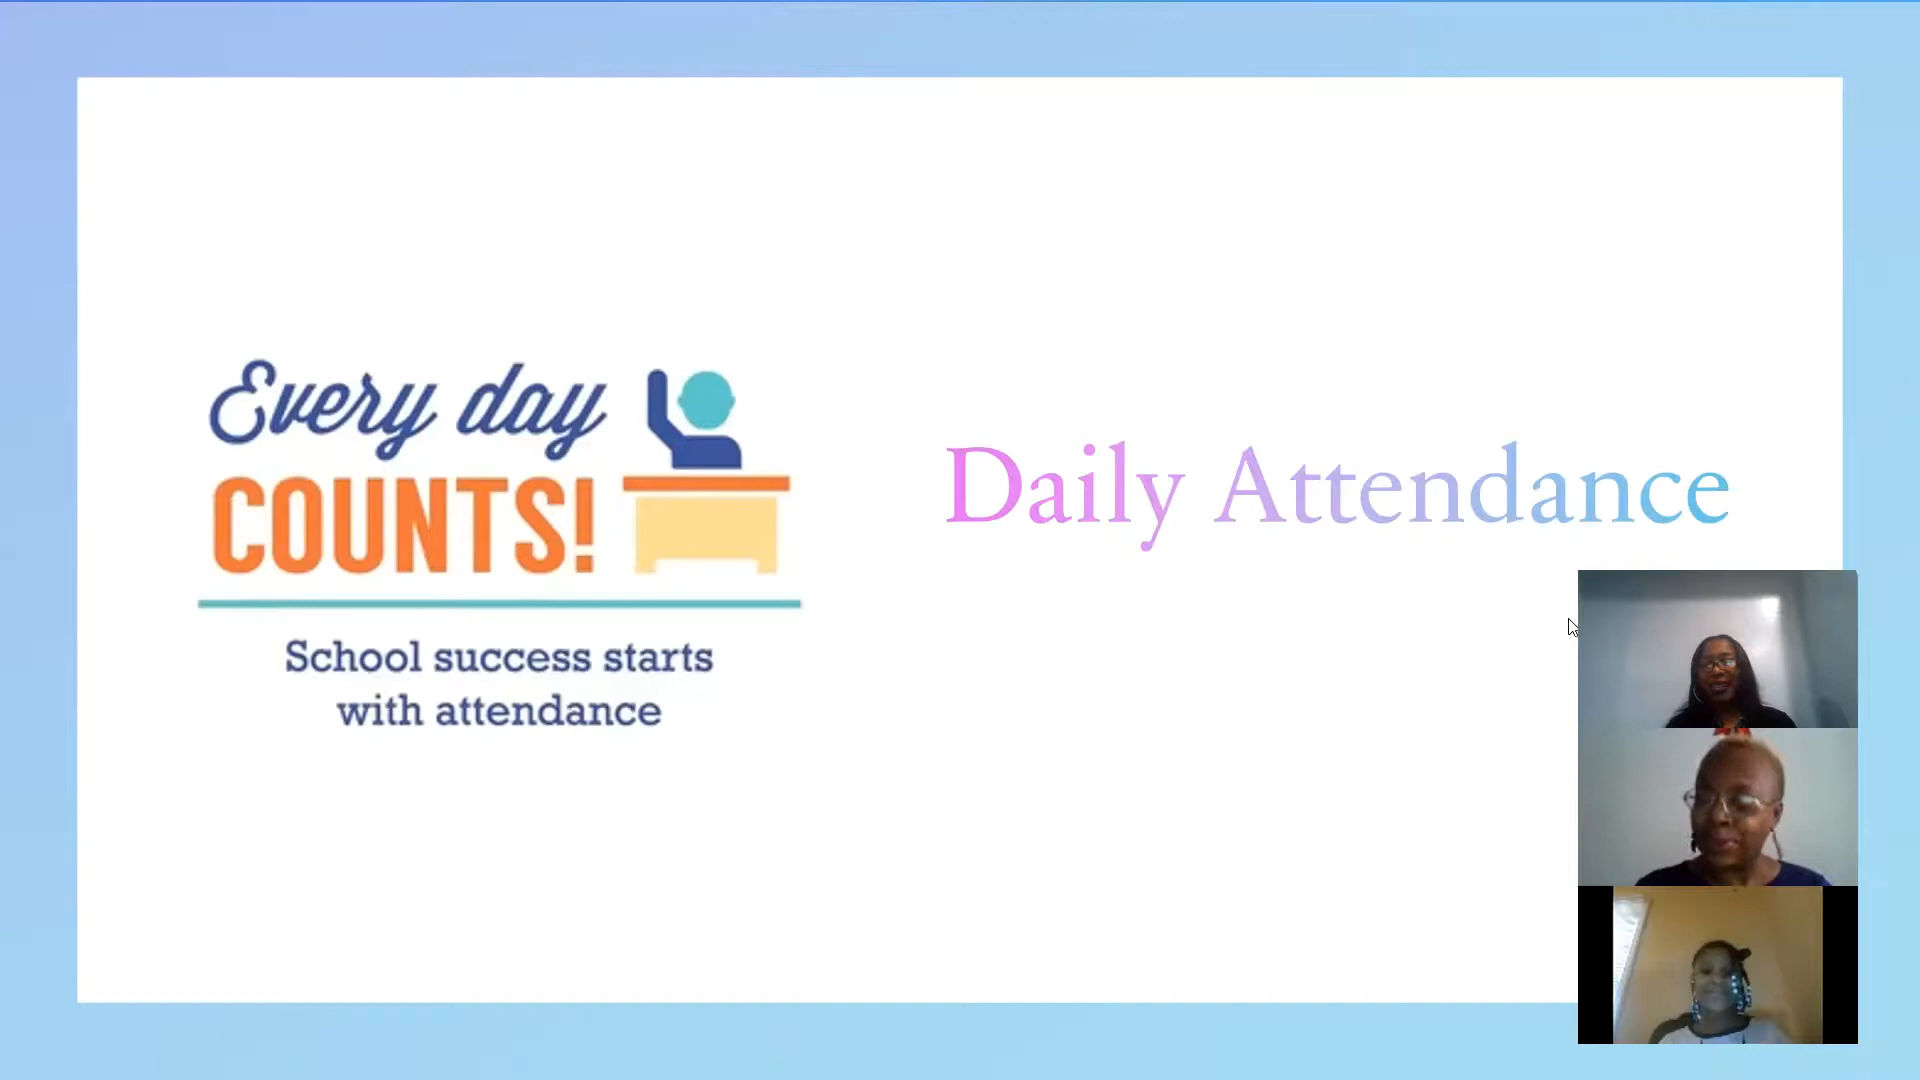 Every day
COUNTS!
School success starts
with attendance
Daily Attendance